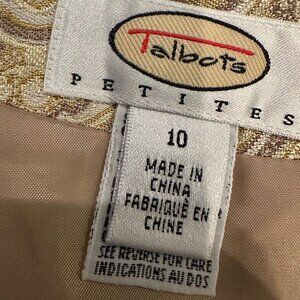 Talbots
PETITES
10
MADE IN
CHINA
FABRIQUÉ EN
CHINE
SEE REVERSE FOR CARE
INDICATIONS AU DOS